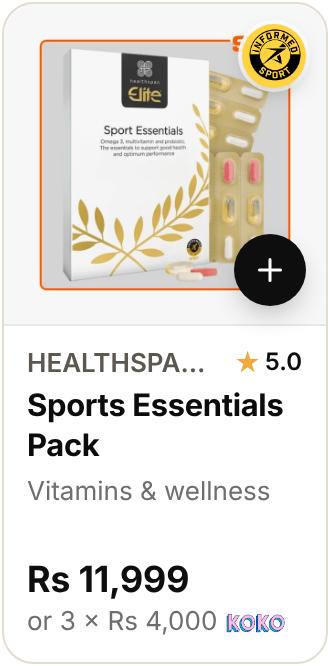 INFORMED
SPORT
healthspan
Elite
Sport Essentials
Omega 3, multivitamin and probiotic.
The essentials to support good health
and optimum performance
HEALTHSPA... ★ 5.0
Sports Essentials
Pack
Vitamins & wellness
Rs 11,999
or 3 × Rs 4,000 KOKO